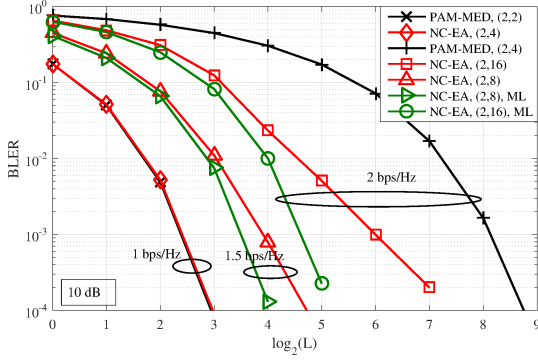 10^0
10^-1
10^-2
10^-3
10^-4
BLER
PAM-MED, (2,2)
NC-EA, (2,4)
PAM-MED, (2,4)
NC-EA, (2,16)
NC-EA, (2,8)
NC-EA, (2,8), ML
NC-EA, (2,16), ML
2 bps/Hz
1 bps/Hz
1.5 bps/Hz
10 dB
0 1 2 3 4 5 6 7 8 9
log_2(L)